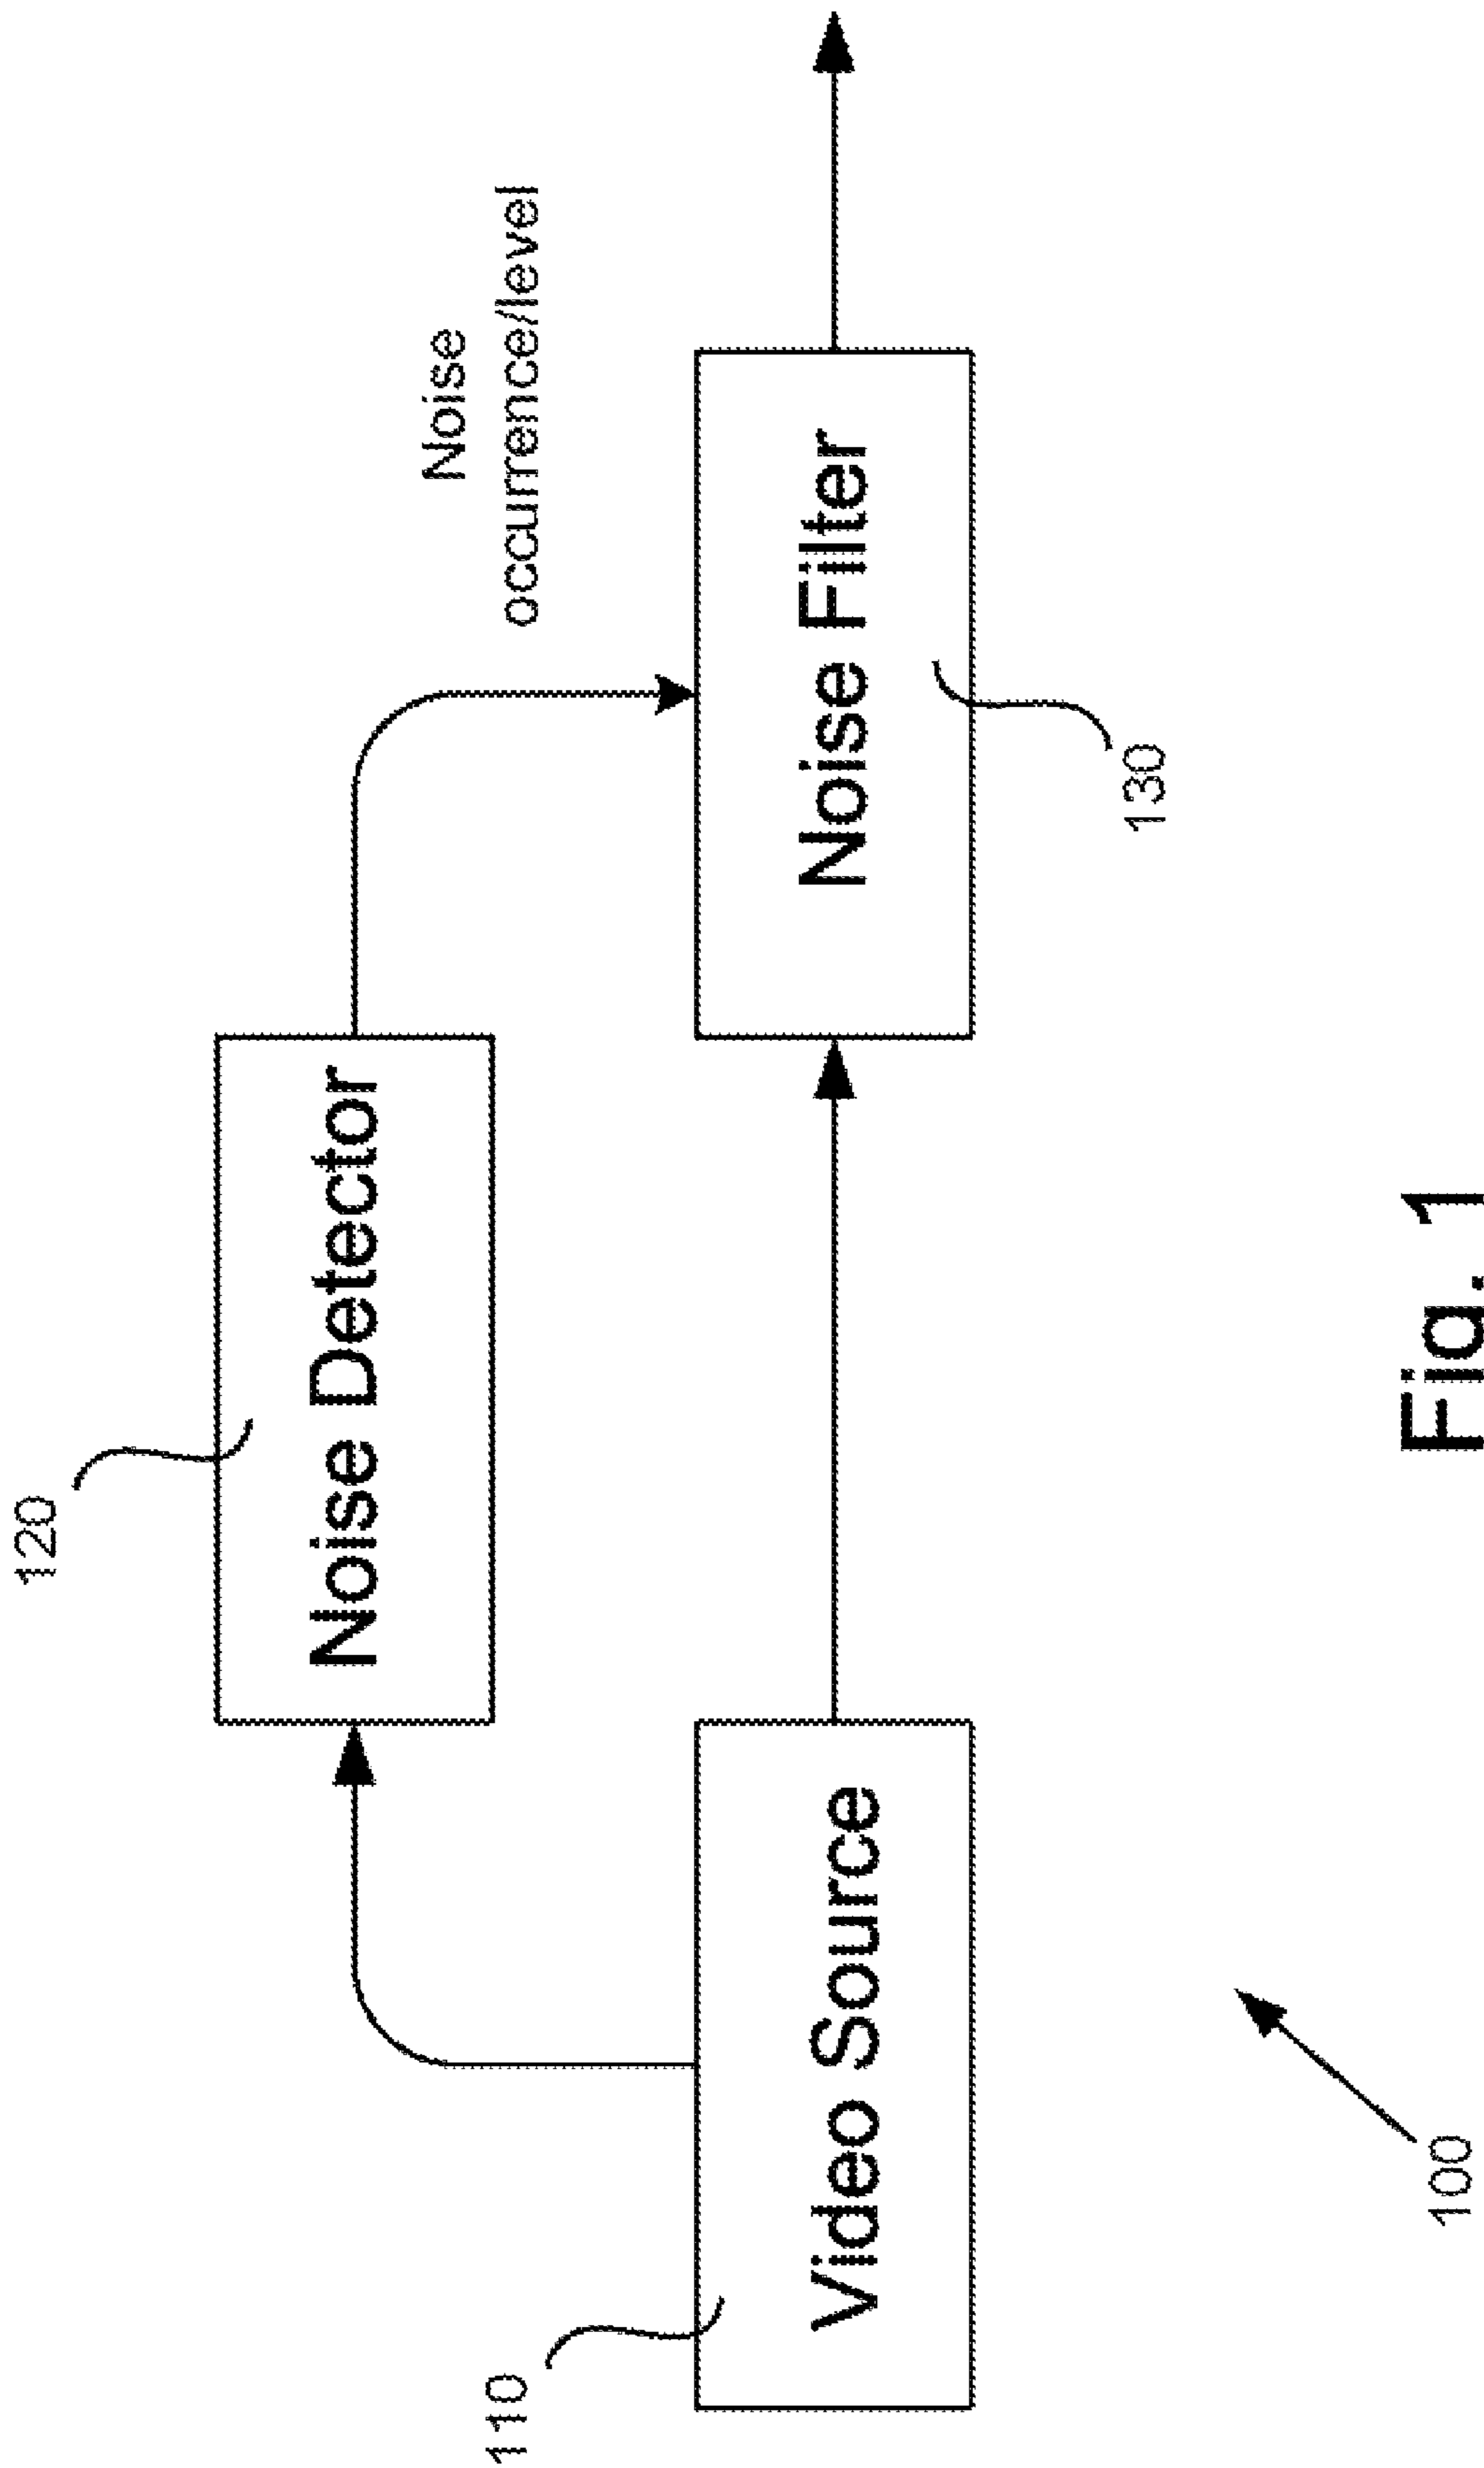 120
Noise Detector
Noise
occurrence/level
110
Video Source
Noise Filter
130
100
Fig. 1